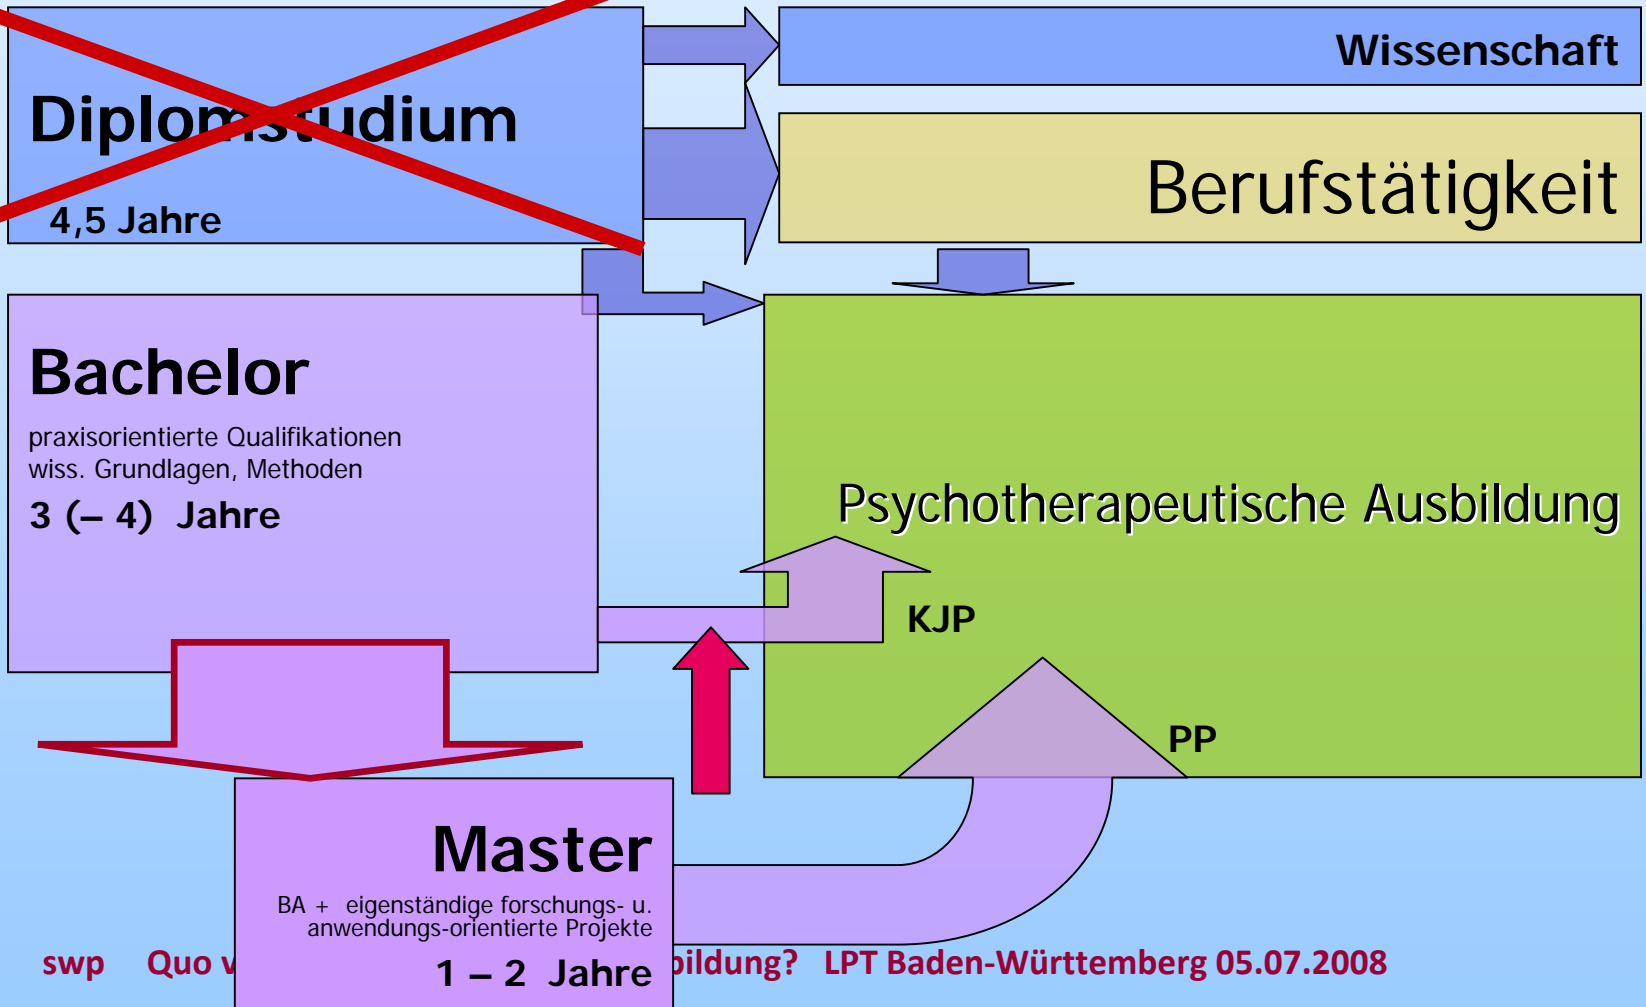 Diplomstudium
4,5 Jahre
Wissenschaft
Berufstätigkeit
Bachelor
praxisorientierte Qualifikationen
wiss. Grundlagen, Methoden
3 (– 4) Jahre
Psychotherapeutische Ausbildung
KJP
PP
Master
BA + eigenständige forschungs- u.
anwendungs-orientierte Projekte
1 – 2 Jahre
swp Quo v bildung? LPT Baden-Württemberg 05.07.2008